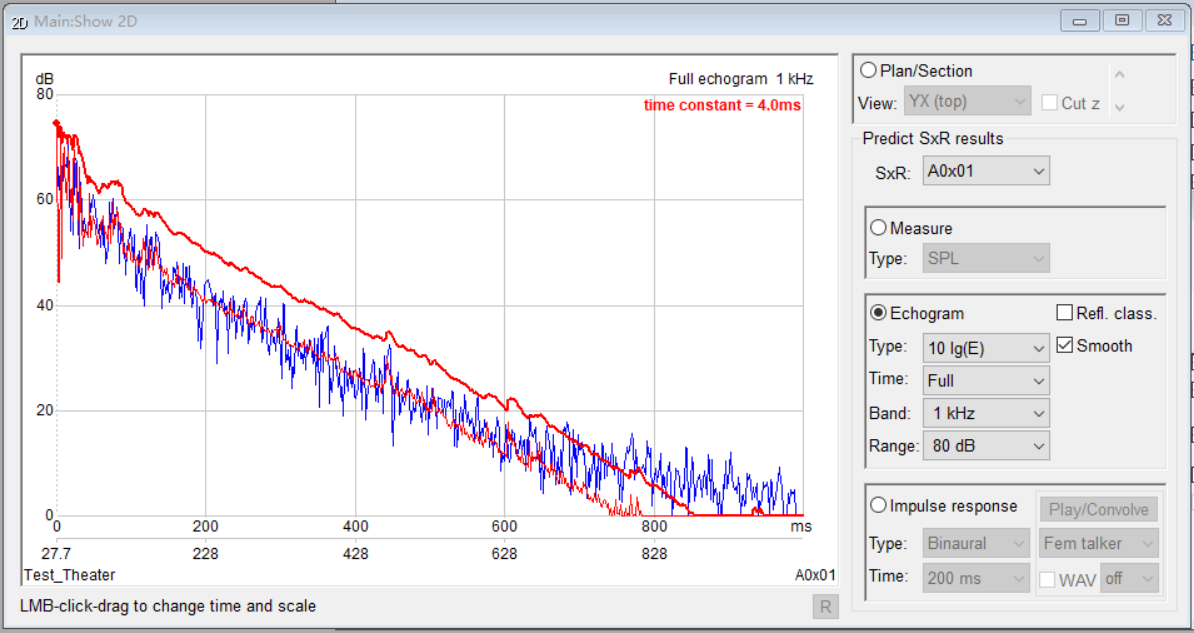 2D Main:Show 2D
dB
Full echogram 1 kHz
time constant = 4.0ms
80
60
40
20
0
0 200 400 600 800 ms
27.7 228 428 628 828
Test_Theater A0x01
LMB-click-drag to change time and scale R
Plan/Section
View: YX (top) Cut z
Predict SxR results
SxR: A0x01
Measure
Type: SPL
Echogram Refl. class.
Type: 10 lg(E) Smooth
Time: Full
Band: 1 kHz
Range: 80 dB
Impulse response Play/Convolve
Type: Binaural Fem talker
Time: 200 ms WAV off